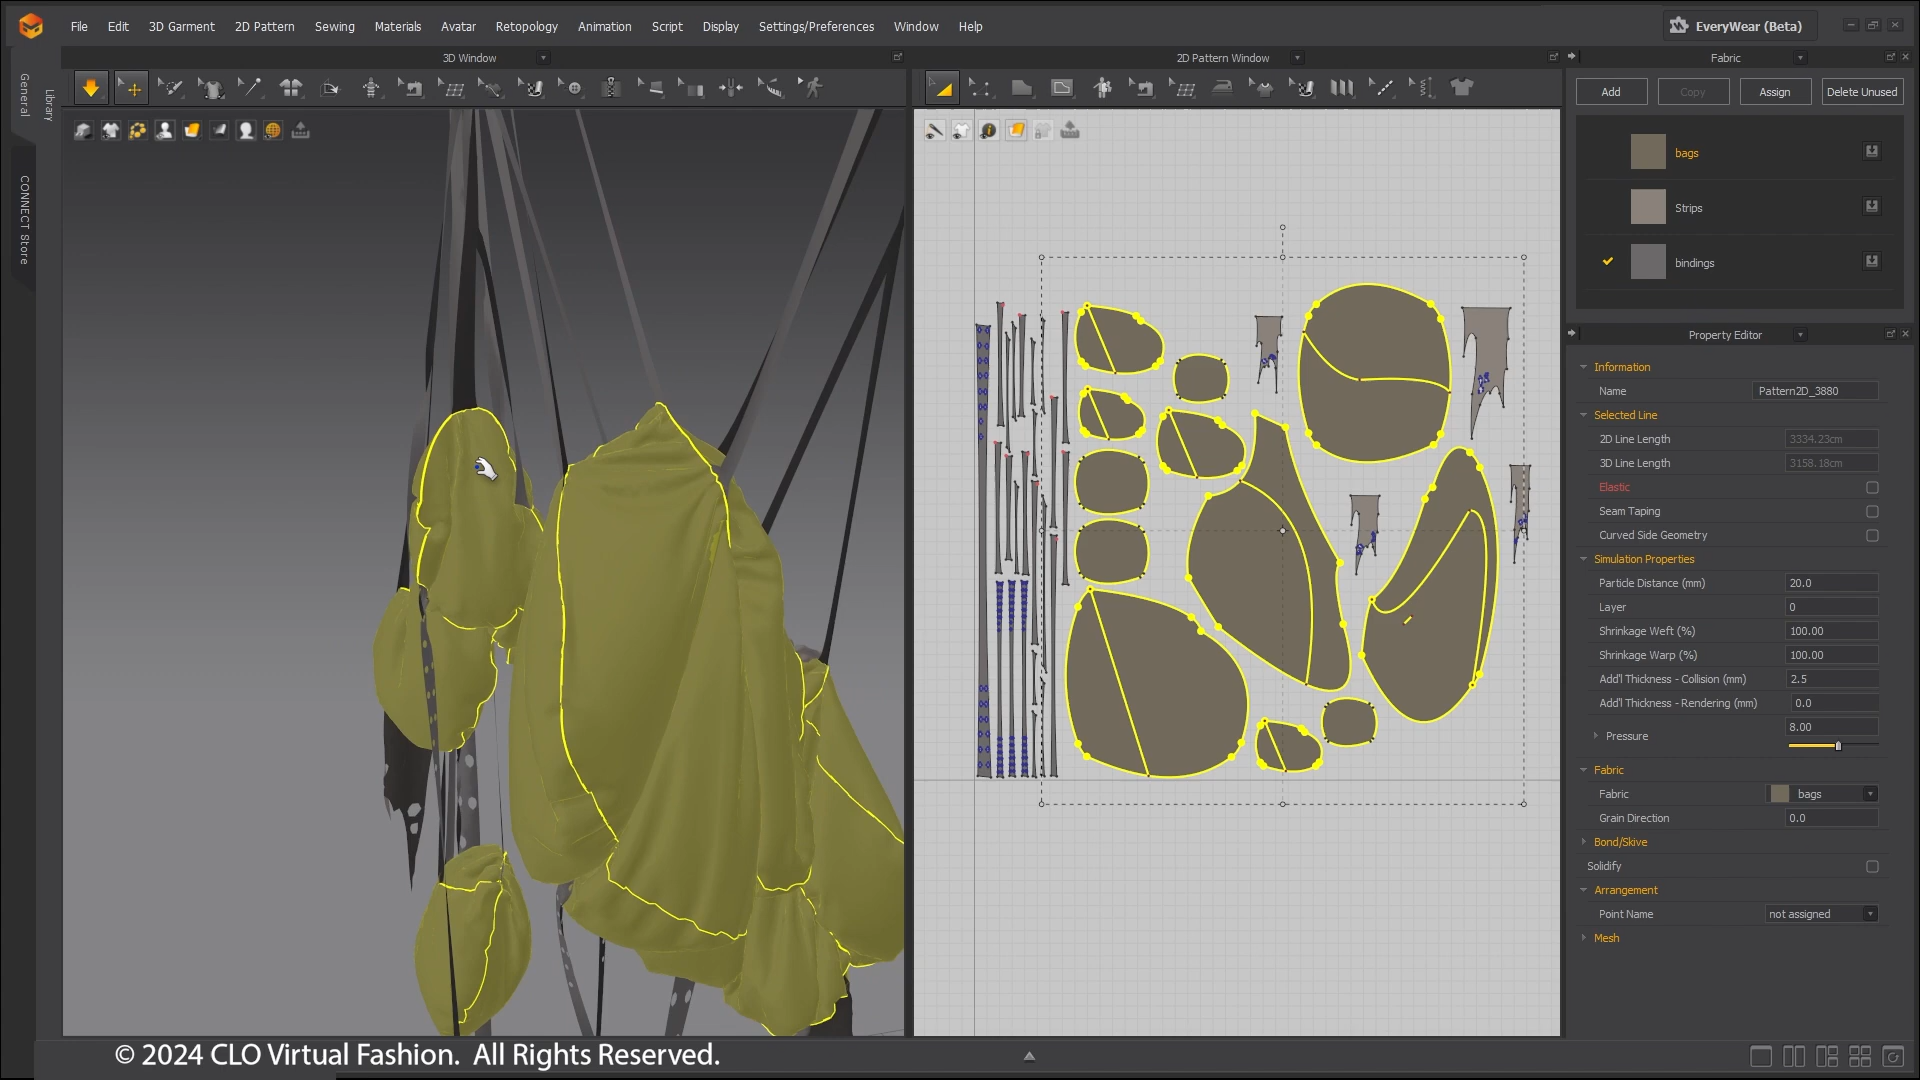 File Edit 3D Garment 2D Pattern Sewing Materials Avatar Retopology Animation Script Display Settings/Preferences Window Help
EveryWear (Beta)
3D Window
2D Pattern Window
Fabric
General
Library
CONNECT Store
Add Copy Assign Delete Unused
bags
Strips
bindings
Property Editor
Information
Name Pattern2D_3880
Selected Line
2D Line Length 3334.23cm
3D Line Length 3158.18cm
Elastic
Seam Taping
Curved Side Geometry
Simulation Properties
Particle Distance (mm) 20.0
Layer 0
Shrinkage Weft (%) 100.00
Shrinkage Warp (%) 100.00
Add'l Thickness - Collision (mm) 2.5
Add'l Thickness - Rendering (mm) 0.0
Pressure 8.00
Fabric
Fabric bags
Grain Direction 0.0
Bond/Skive
Solidify
Arrangement
Point Name not assigned
Mesh
© 2024 CLO Virtual Fashion. All Rights Reserved.